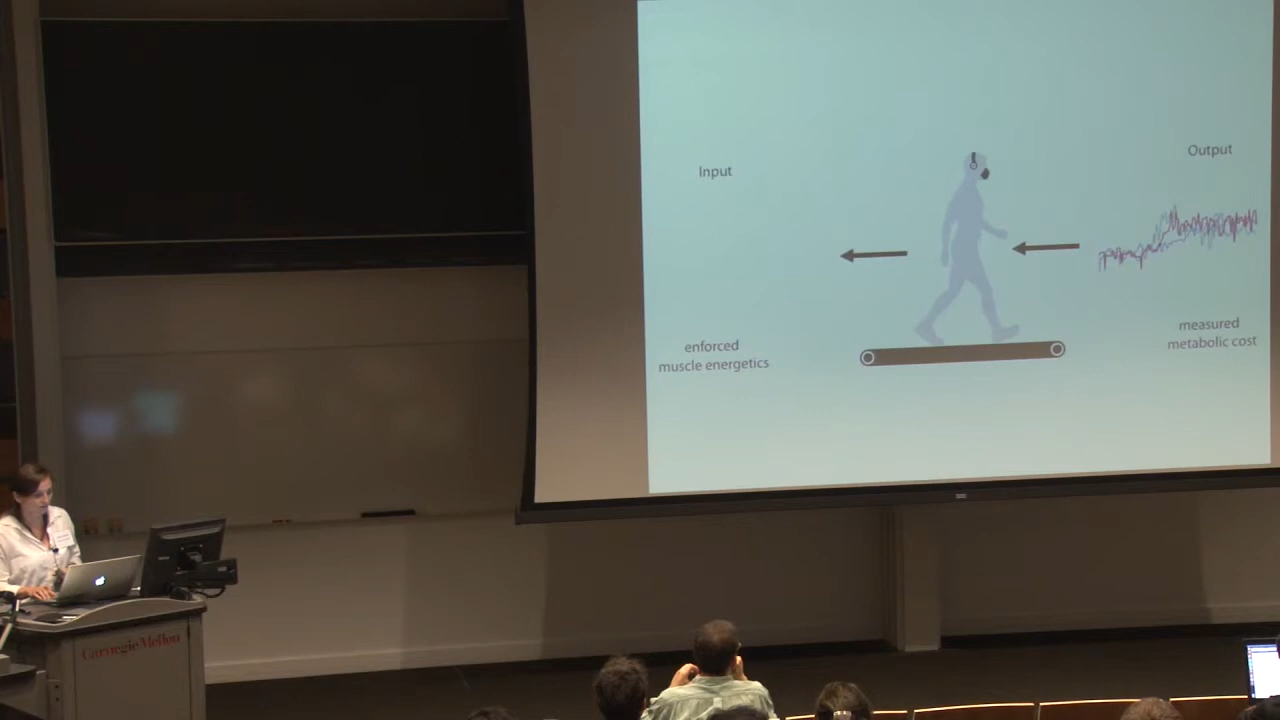 Input
Output
enforced
muscle energetics
measured
metabolic cost
Carnegie Mellon